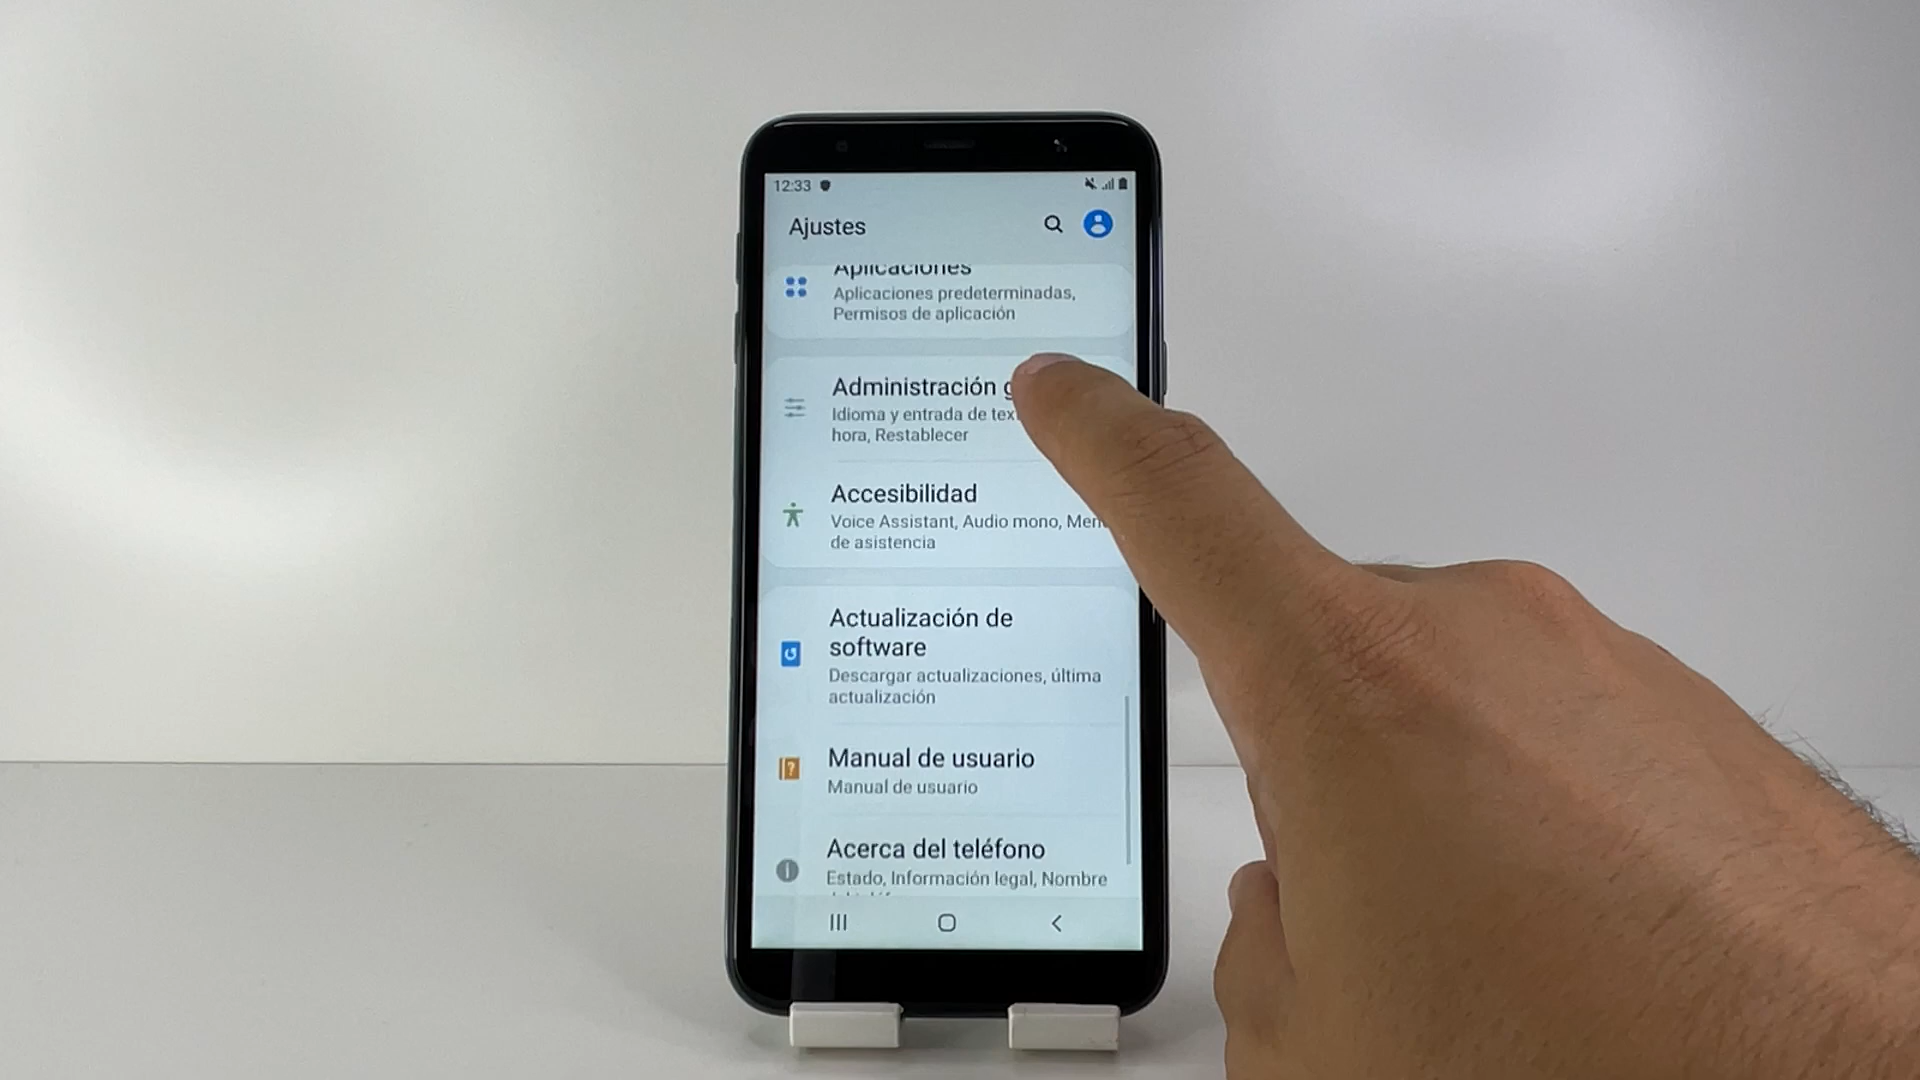 12:33
Ajustes
Aplicaciones
Aplicaciones predeterminadas,
Permisos de aplicación
Administración
Idioma y entrada de
hora, Restablecer
Accesibilidad
Voice Assistant, Audio mono,
de asistencia
Actualización de
software
Descargar actualizaciones, última
actualización
Manual de usuario
Manual de usuario
Acerca del teléfono
Estado, Información legal, Nombre